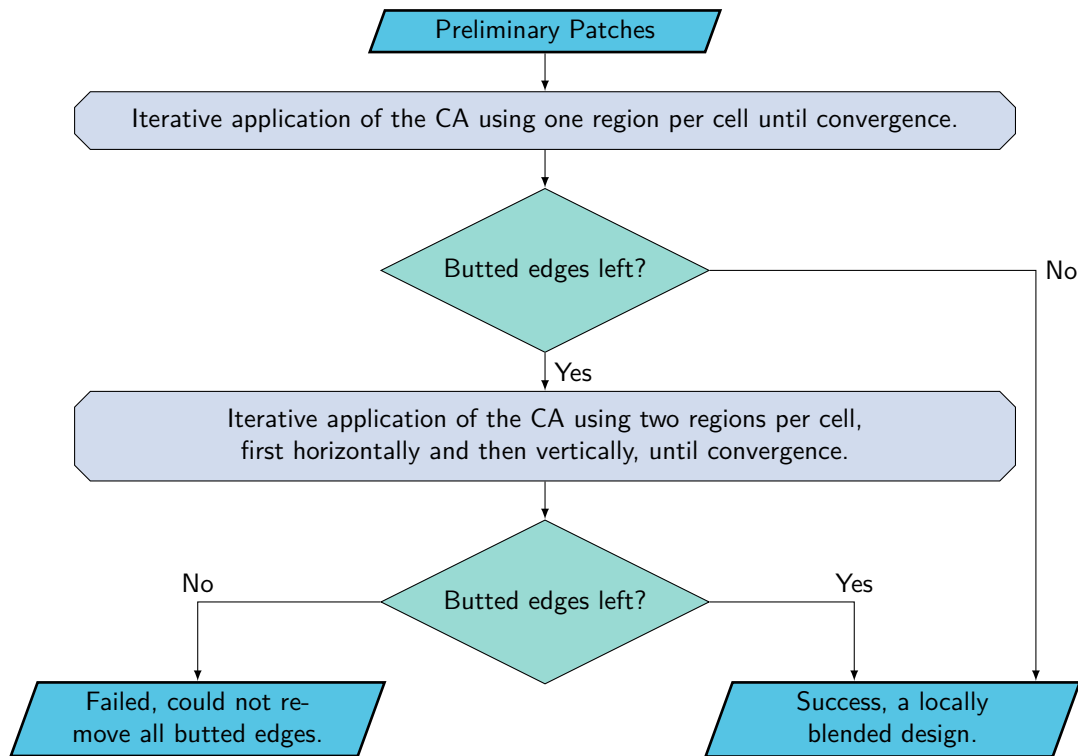 Preliminary Patches
Iterative application of the CA using one region per cell until convergence.
Butted edges left?
No
Yes
Iterative application of the CA using two regions per cell,
first horizontally and then vertically, until convergence.
No
Butted edges left?
Yes
Failed, could not re-
move all butted edges.
Success, a locally
blended design.